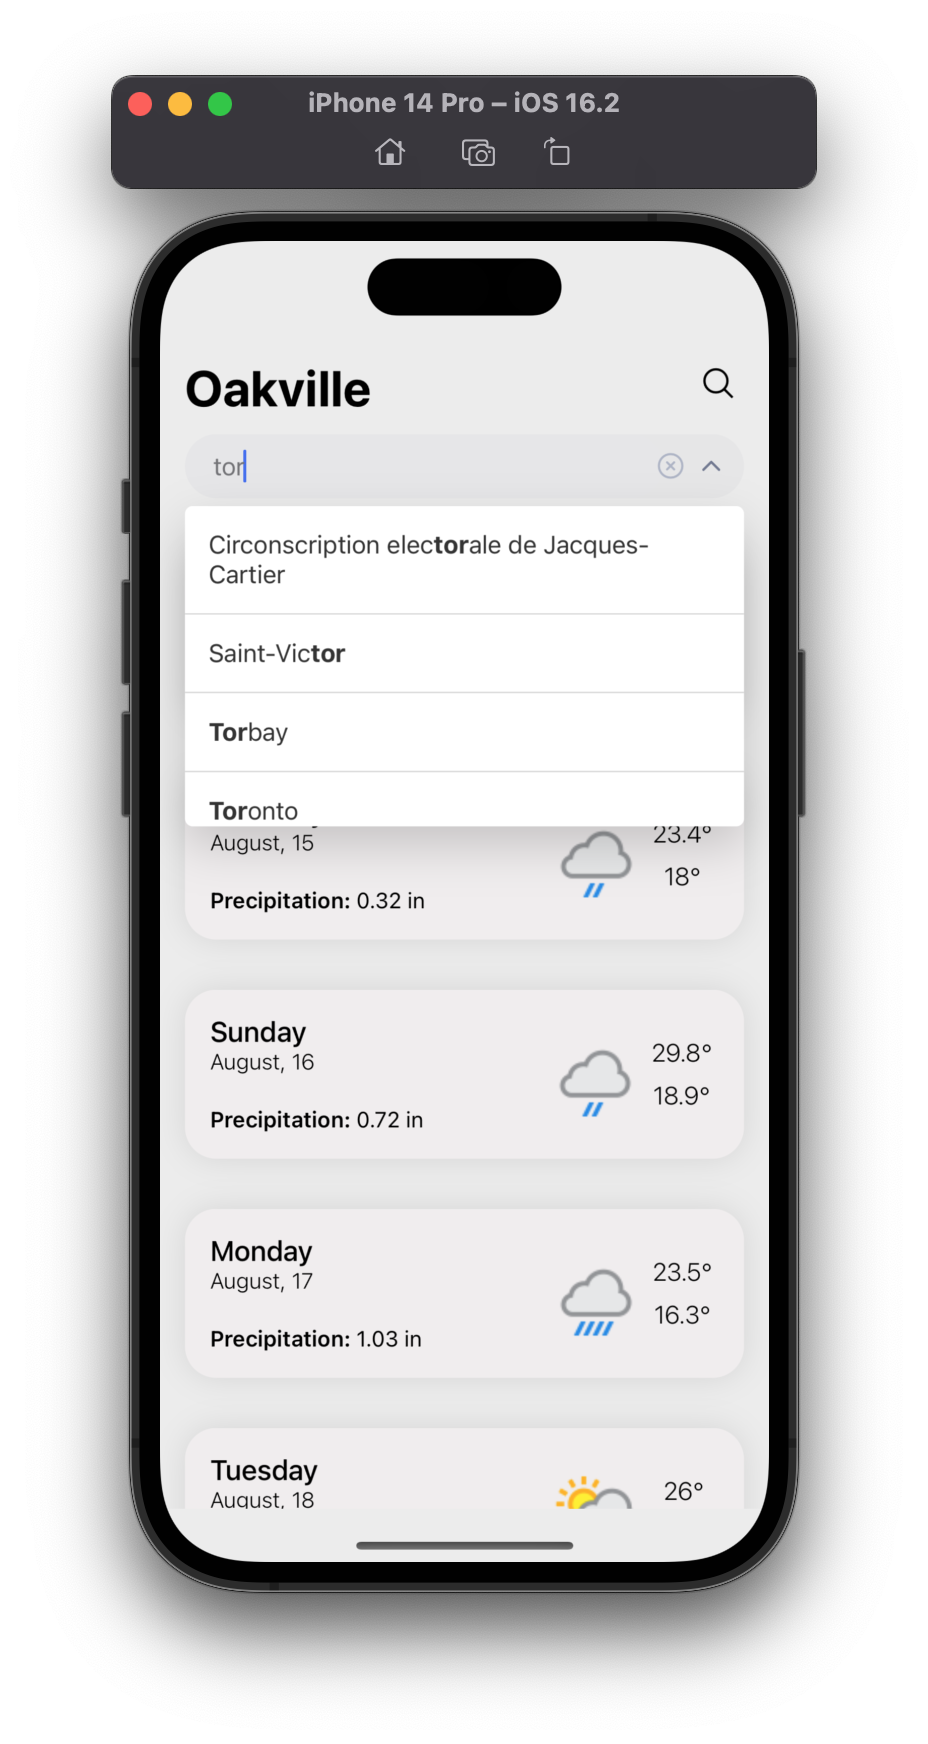 iPhone 14 Pro – iOS 16.2
Oakville
tor
Circonscription electorale de Jacques-
Cartier
Saint-Victor
Torbay
Toronto
August, 15
23.4°
18°
Precipitation: 0.32 in
Sunday
August, 16
29.8°
18.9°
Precipitation: 0.72 in
Monday
August, 17
23.5°
16.3°
Precipitation: 1.03 in
Tuesday
August, 18
26°